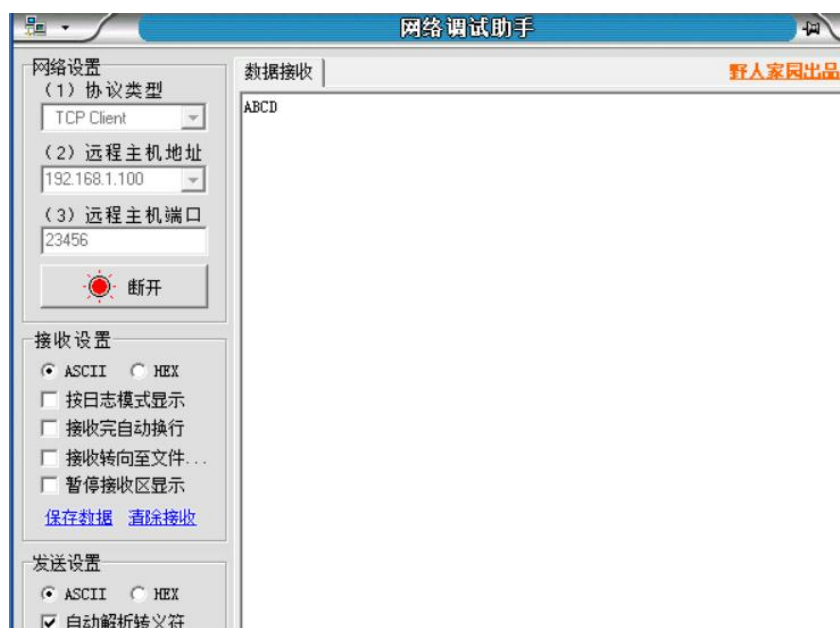 网络调试助手
网络设置
(1) 协议类型
TCP Client
(2) 远程主机地址
192.168.1.100
(3) 远程主机端口
23456
断开
接收设置
ASCII HEX
按日志模式显示
接收完自动换行
接收转向至文件...
暂停接收区显示
保存数据 清除接收
发送设置
ASCII HEX
自动解析转义符
数据接收 野人家园出品
ABCD